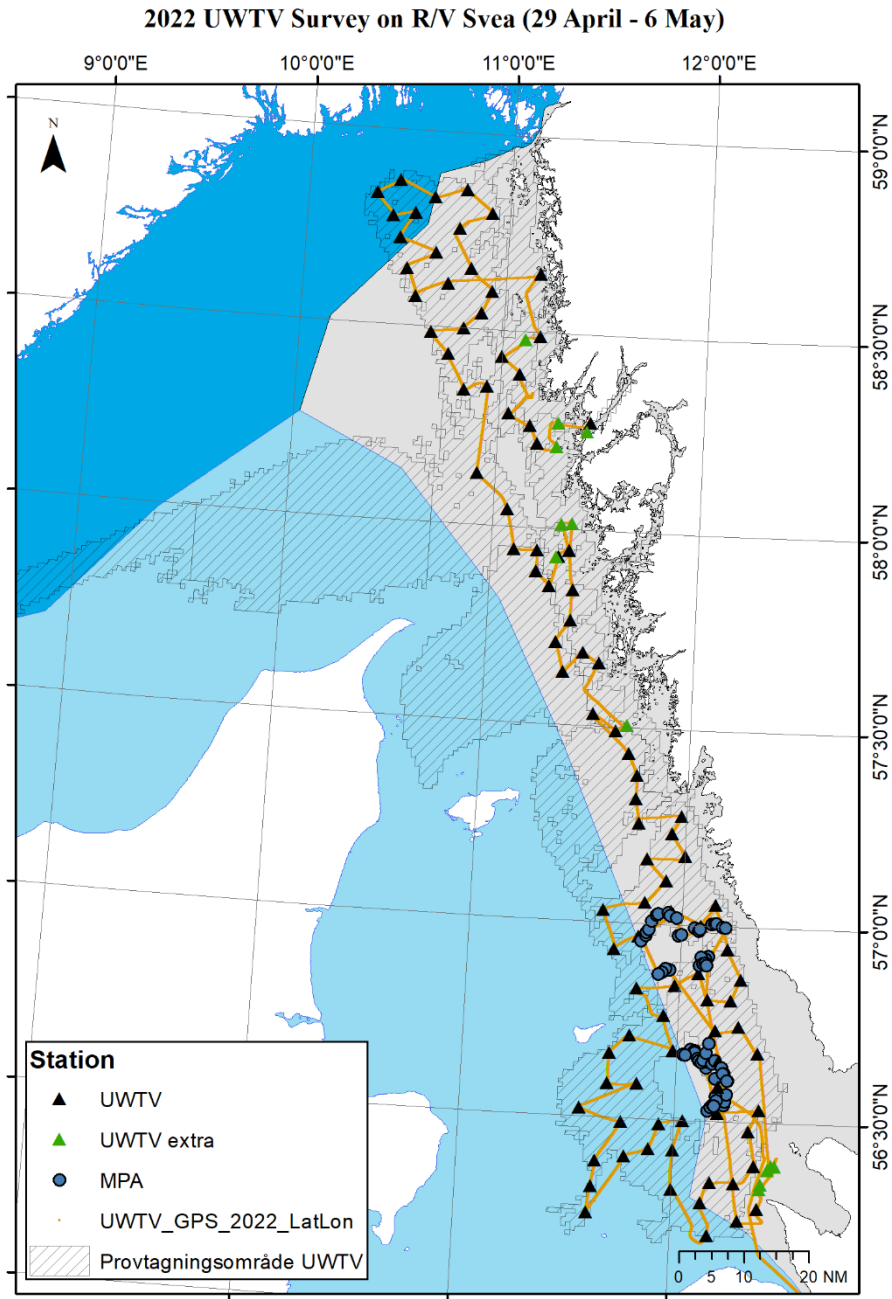 2022 UWTV Survey on R/V Svea (29 April - 6 May)
9°0'0"E 10°0'0"E 11°0'0"E 12°0'0"E
N
59°0'0"N
58°30'0"N
58°0'0"N
57°30'0"N
57°0'0"N
56°30'0"N
Station
UWTV
UWTV extra
MPA
UWTV_GPS_2022_LatLon
Provtagningsområde UWTV
0 5 10 20 NM